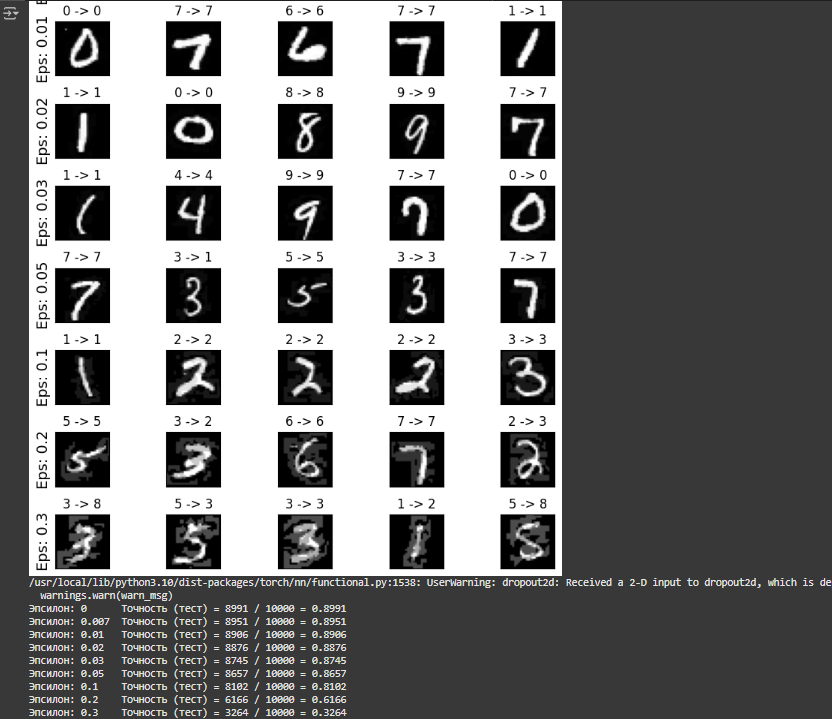 0 -> 0 7 -> 7 6 -> 6 7 -> 7 1 -> 1
Eps: 0.01
1 -> 1 0 -> 0 8 -> 8 9 -> 9 7 -> 7
Eps: 0.02
1 -> 1 4 -> 4 9 -> 9 7 -> 7 0 -> 0
Eps: 0.03
7 -> 7 3 -> 1 5 -> 5 3 -> 3 7 -> 7
Eps: 0.05
1 -> 1 2 -> 2 2 -> 2 2 -> 2 3 -> 3
Eps: 0.1
5 -> 5 3 -> 2 6 -> 6 7 -> 7 2 -> 3
Eps: 0.2
3 -> 8 5 -> 3 3 -> 3 1 -> 2 5 -> 8
Eps: 0.3
/usr/local/lib/python3.10/dist-packages/torch/nn/functional.py:1538: UserWarning: dropout2d: Received a 2-D input to dropout2d, which is de
warnings.warn(warn_msg)
Эпсилон: 0 Точность (тест) = 8991 / 10000 = 0.8991
Эпсилон: 0.007 Точность (тест) = 8951 / 10000 = 0.8951
Эпсилон: 0.01 Точность (тест) = 8906 / 10000 = 0.8906
Эпсилон: 0.02 Точность (тест) = 8876 / 10000 = 0.8876
Эпсилон: 0.03 Точность (тест) = 8745 / 10000 = 0.8745
Эпсилон: 0.05 Точность (тест) = 8657 / 10000 = 0.8657
Эпсилон: 0.1 Точность (тест) = 8102 / 10000 = 0.8102
Эпсилон: 0.2 Точность (тест) = 6166 / 10000 = 0.6166
Эпсилон: 0.3 Точность (тест) = 3264 / 10000 = 0.3264